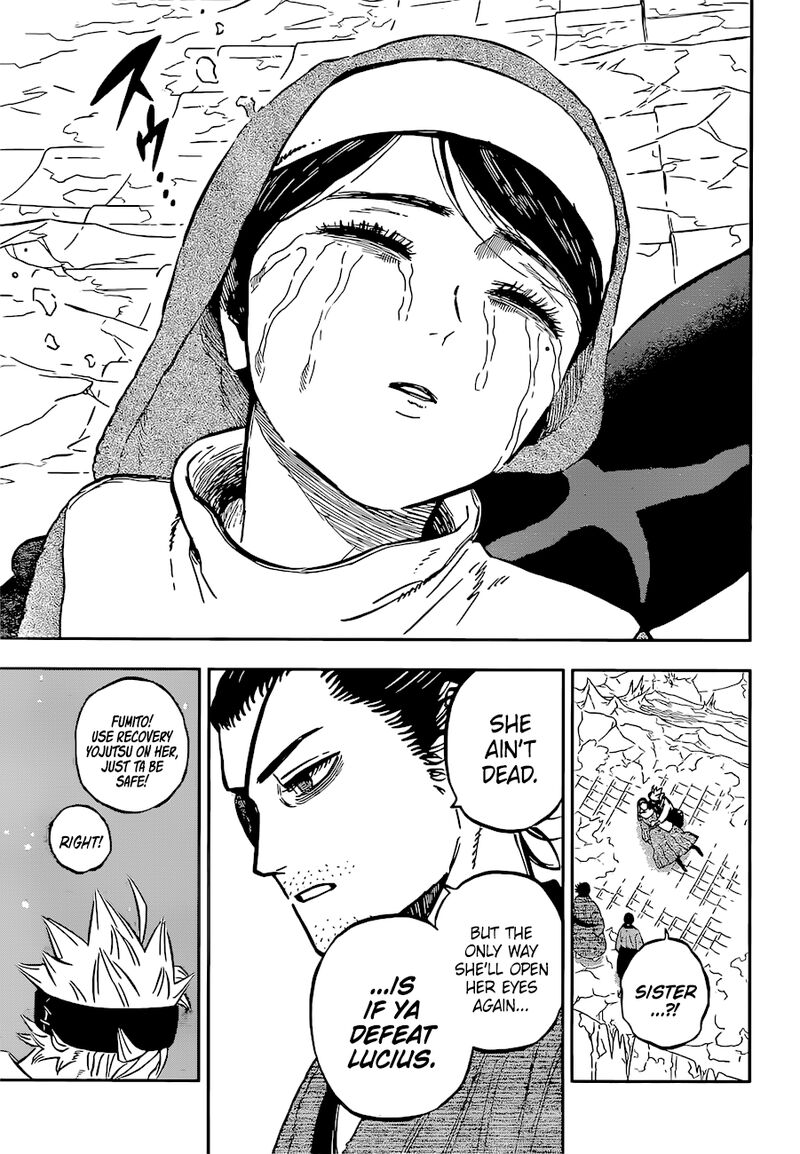 スゥ…
SISTER
...?!
SHE
AIN'T
DEAD.
BUT THE
ONLY WAY
SHE'LL OPEN
HER EYES
AGAIN...
...IS
IF YA
DEFEAT
LUCIUS.
FUMITO!
USE RECOVERY
YOJUTSU ON HER,
JUST TA BE
SAFE!
RIGHT!